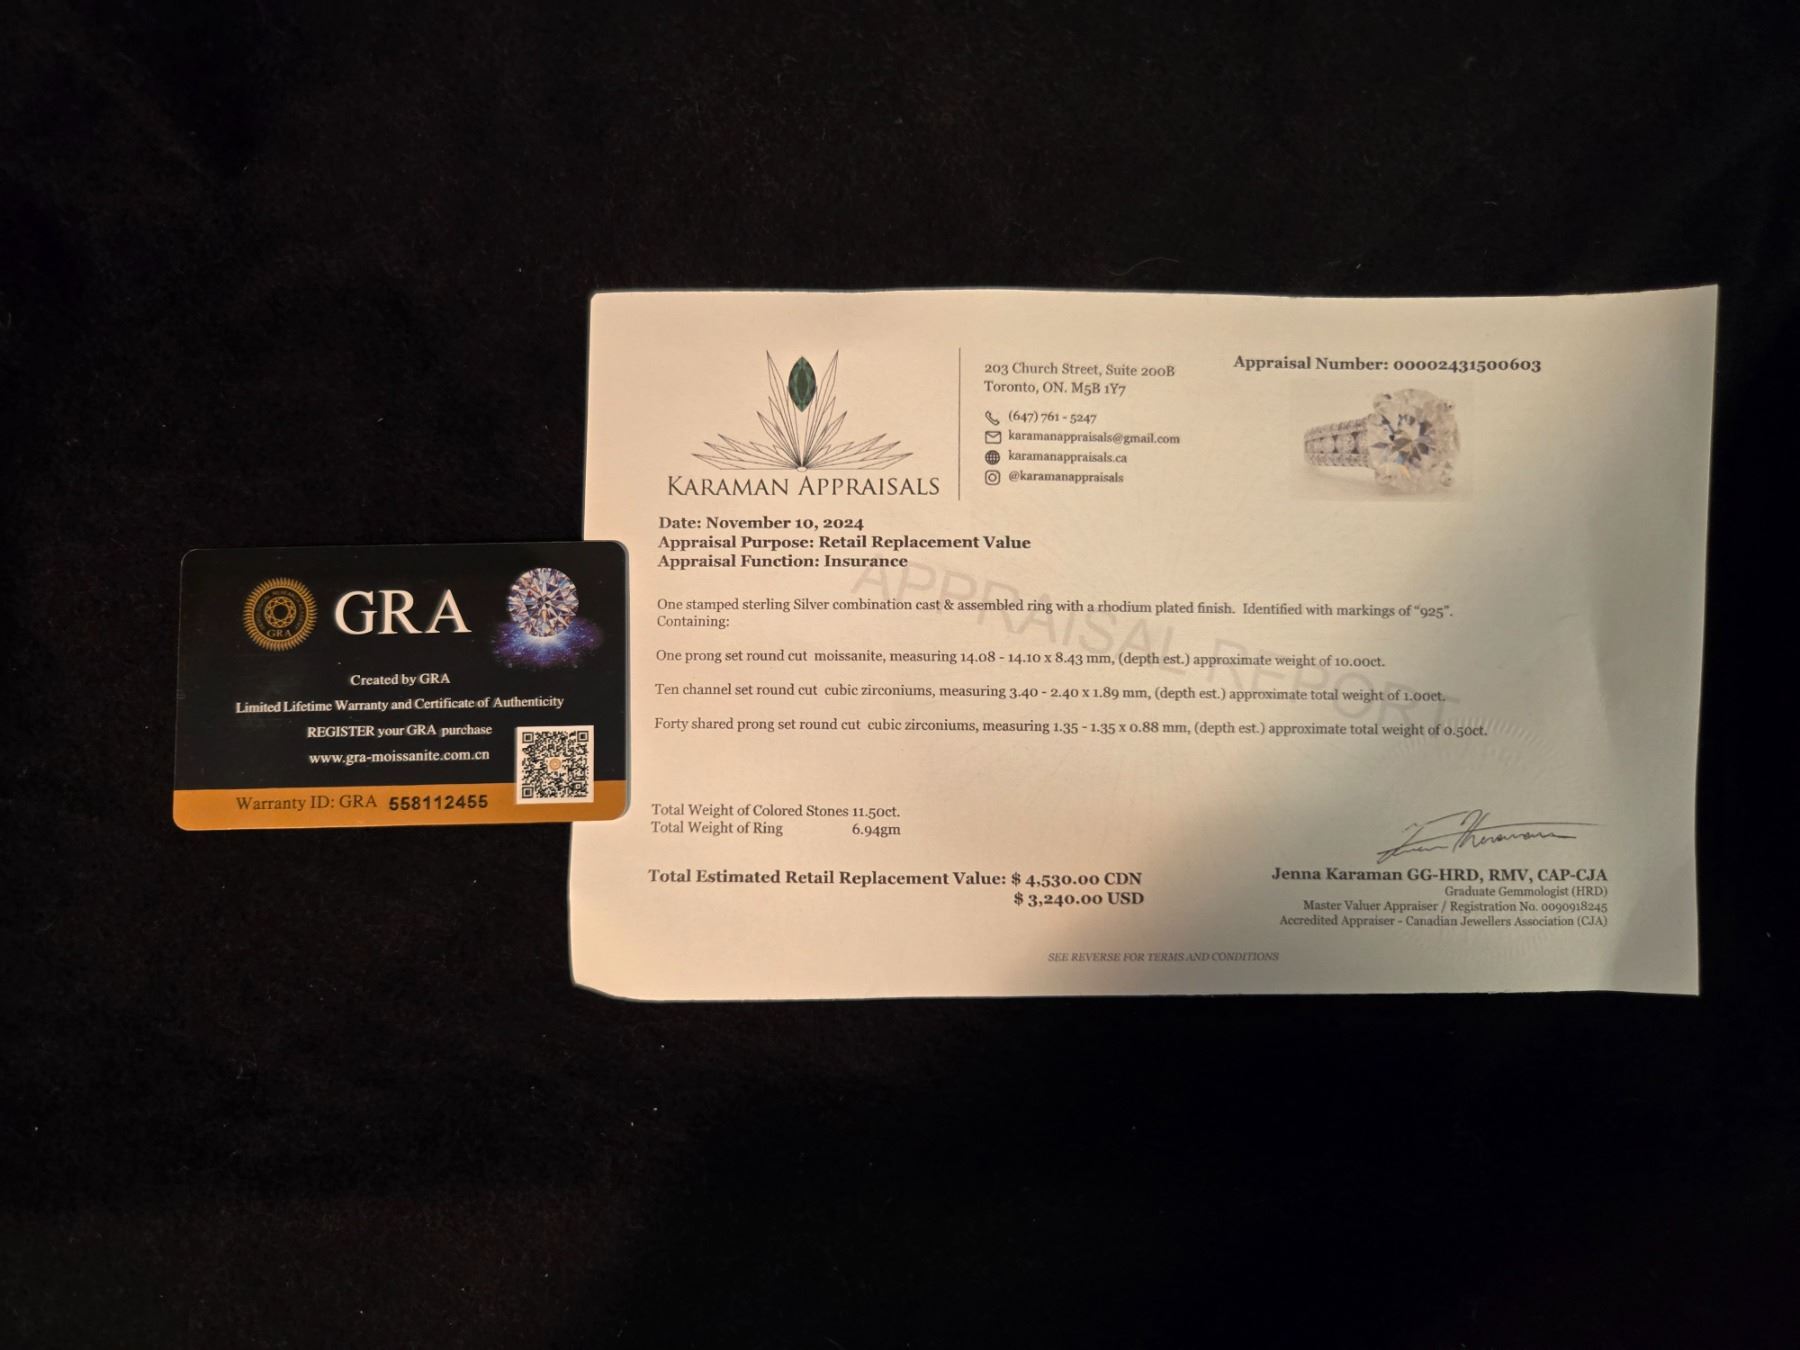 GRA
GRA
Created by GRA
Limited Lifetime Warranty and Certificate of Authenticity
REGISTER your GRA purchase
www.gra-moissanite.com.cn
Warranty ID: GRA 558112455
KARAMAN APPRAISALS
203 Church Street, Suite 200B
Toronto, ON. M5B 1Y7
(647) 761 - 5247
karamanappraisals@gmail.com
karamanappraisals.ca
@karamanappraisals
Appraisal Number: 00002431500603
Date: November 10, 2024
Appraisal Purpose: Retail Replacement Value
Appraisal Function: Insurance
APPRAISAL REPORT
One stamped sterling Silver combination cast & assembled ring with a rhodium plated finish. Identified with markings of "925".
Containing:
One prong set round cut moissanite, measuring 14.08 - 14.10 x 8.43 mm, (depth est.) approximate weight of 10.00ct.
Ten channel set round cut cubic zirconiums, measuring 3.40 - 2.40 x 1.89 mm, (depth est.) approximate total weight of 1.00ct.
Forty shared prong set round cut cubic zirconiums, measuring 1.35 - 1.35 x 0.88 mm, (depth est.) approximate total weight of 0.50ct.
Total Weight of Colored Stones 11.50ct.
Total Weight of Ring 6.94gm
Total Estimated Retail Replacement Value: $ 4,530.00 CDN
$ 3,240.00 USD
Jenna Karaman GG-HRD, RMV, CAP-CJA
Graduate Gemmologist (HRD)
Master Valuer Appraiser / Registration No. 0090918245
Accredited Appraiser - Canadian Jewellers Association (CJA)
SEE REVERSE FOR TERMS AND CONDITIONS